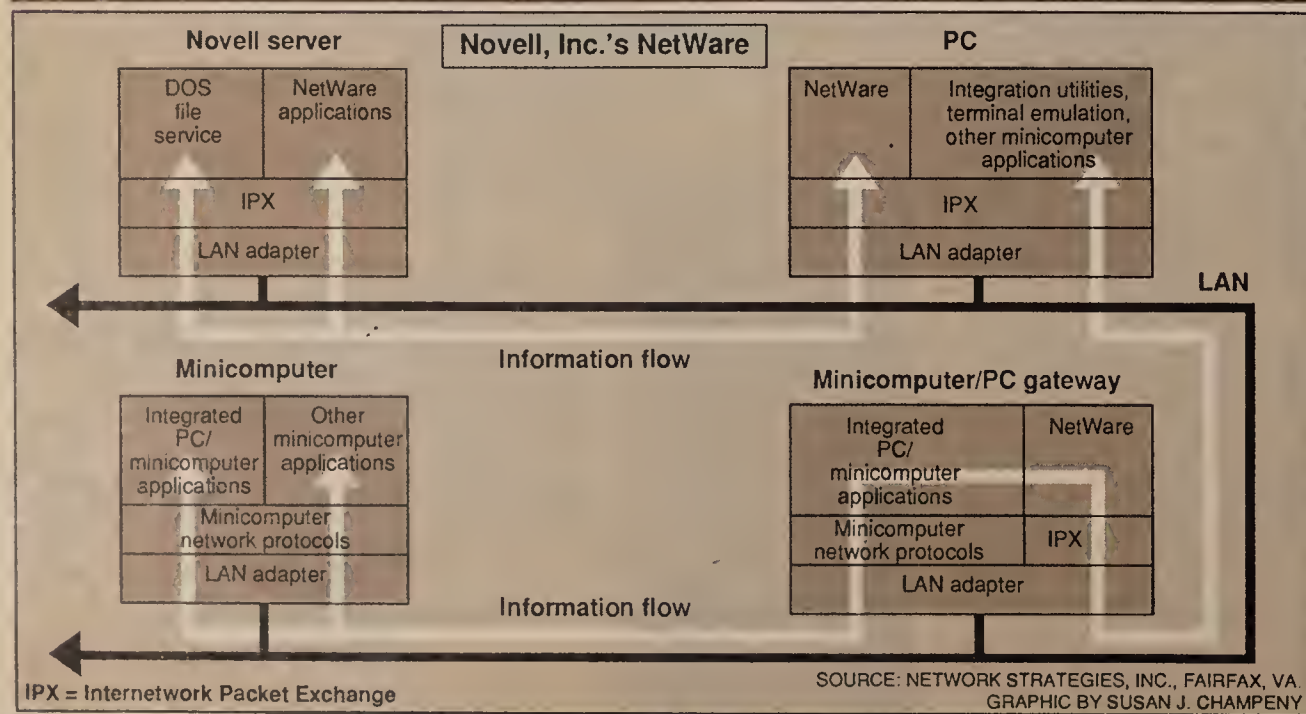 Novell, Inc.'s NetWare
Novell server
DOS
file
service
NetWare
applications
IPX
LAN adapter
PC
NetWare
Integration utilities,
terminal emulation,
other minicomputer
applications
IPX
LAN adapter
LAN
Information flow
Minicomputer
Integrated
PC/
minicomputer
applications
Other
minicomputer
applications
Minicomputer
network protocols
LAN adapter
Information flow
Minicomputer/PC gateway
Integrated
PC/
minicomputer
applications
NetWare
Minicomputer
network protocols
IPX
LAN adapter
IPX = Internetwork Packet Exchange
SOURCE: NETWORK STRATEGIES, INC., FAIRFAX, VA.
GRAPHIC BY SUSAN J. CHAMPENY